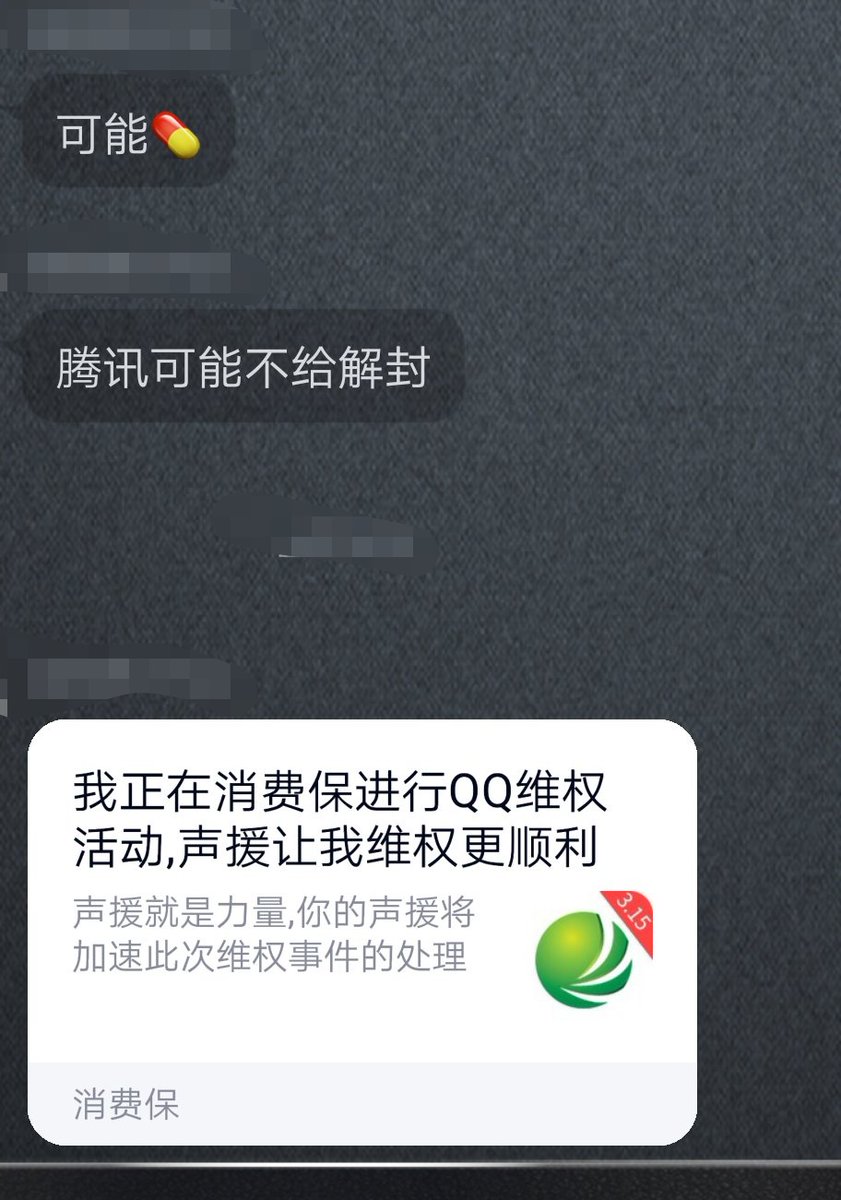 可能💊
腾讯可能不给解封
我正在消费保进行QQ维权
活动,声援让我维权更顺利
声援就是力量,你的声援将
加速此次维权事件的处理
3.15
消费保